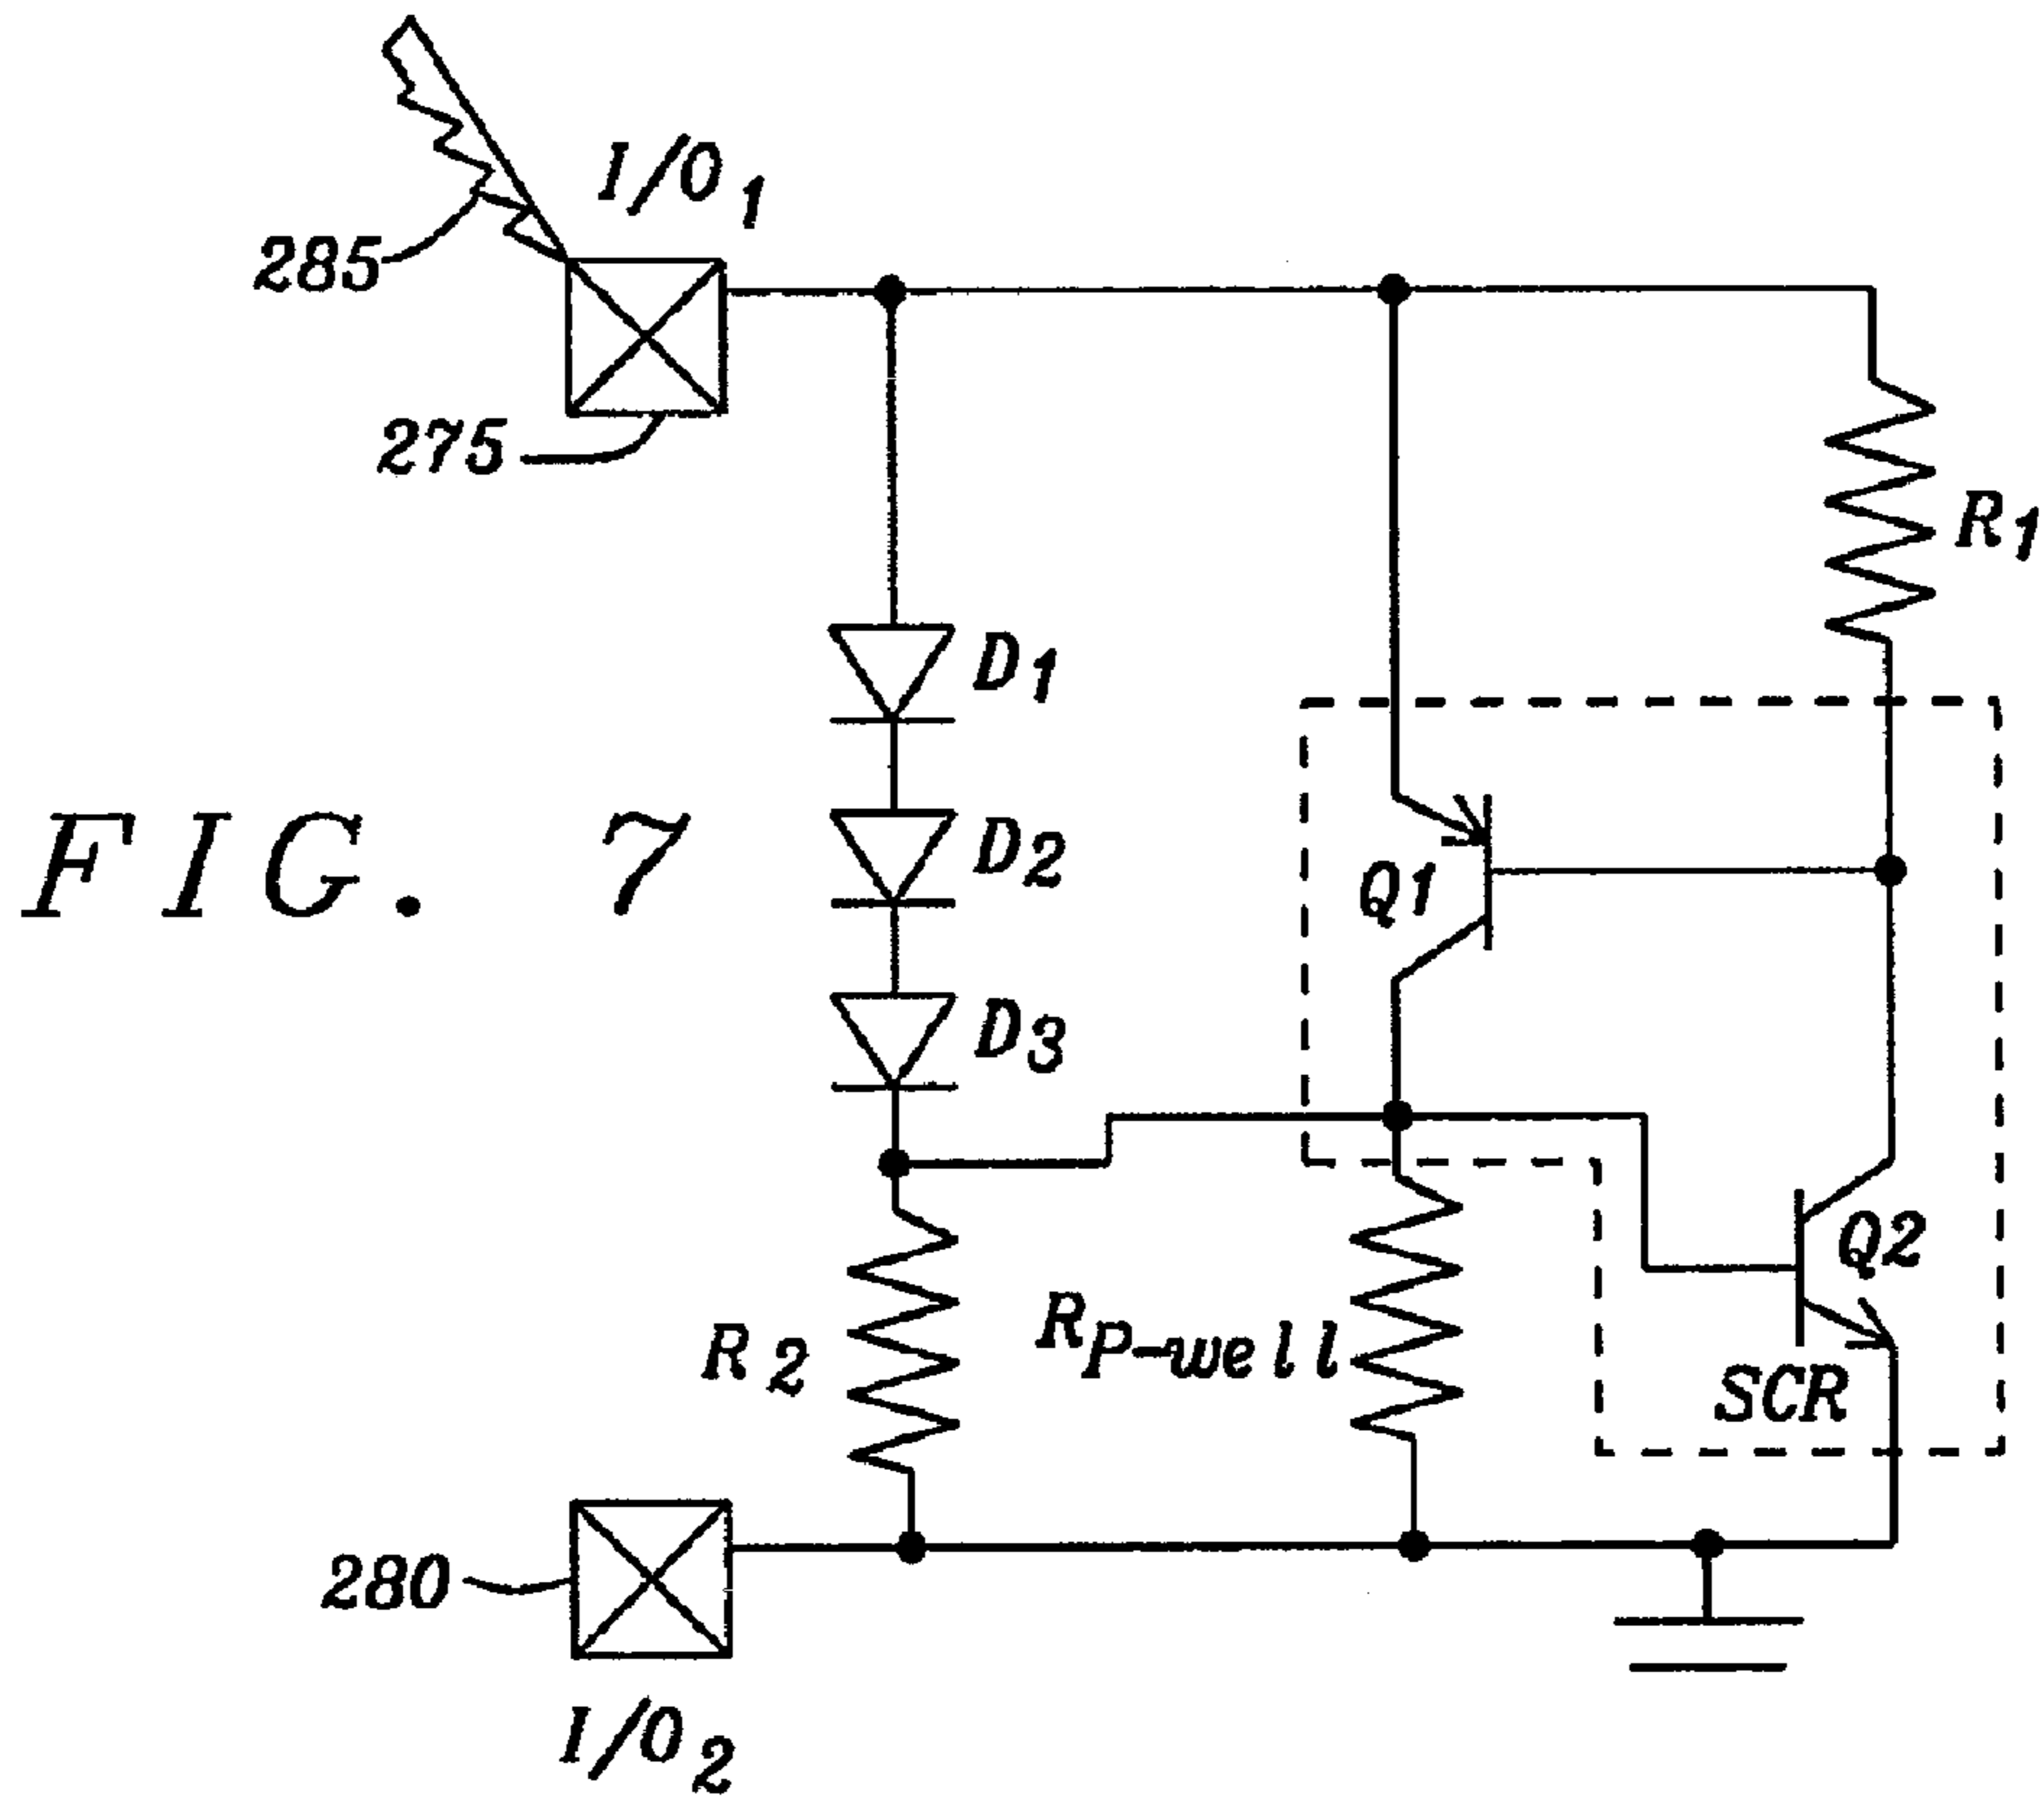 I/O1
285
275
R1
D1
FIG. 7
D2
Q1
D3
Q2
R2
RP-well
SCR
280
I/O2